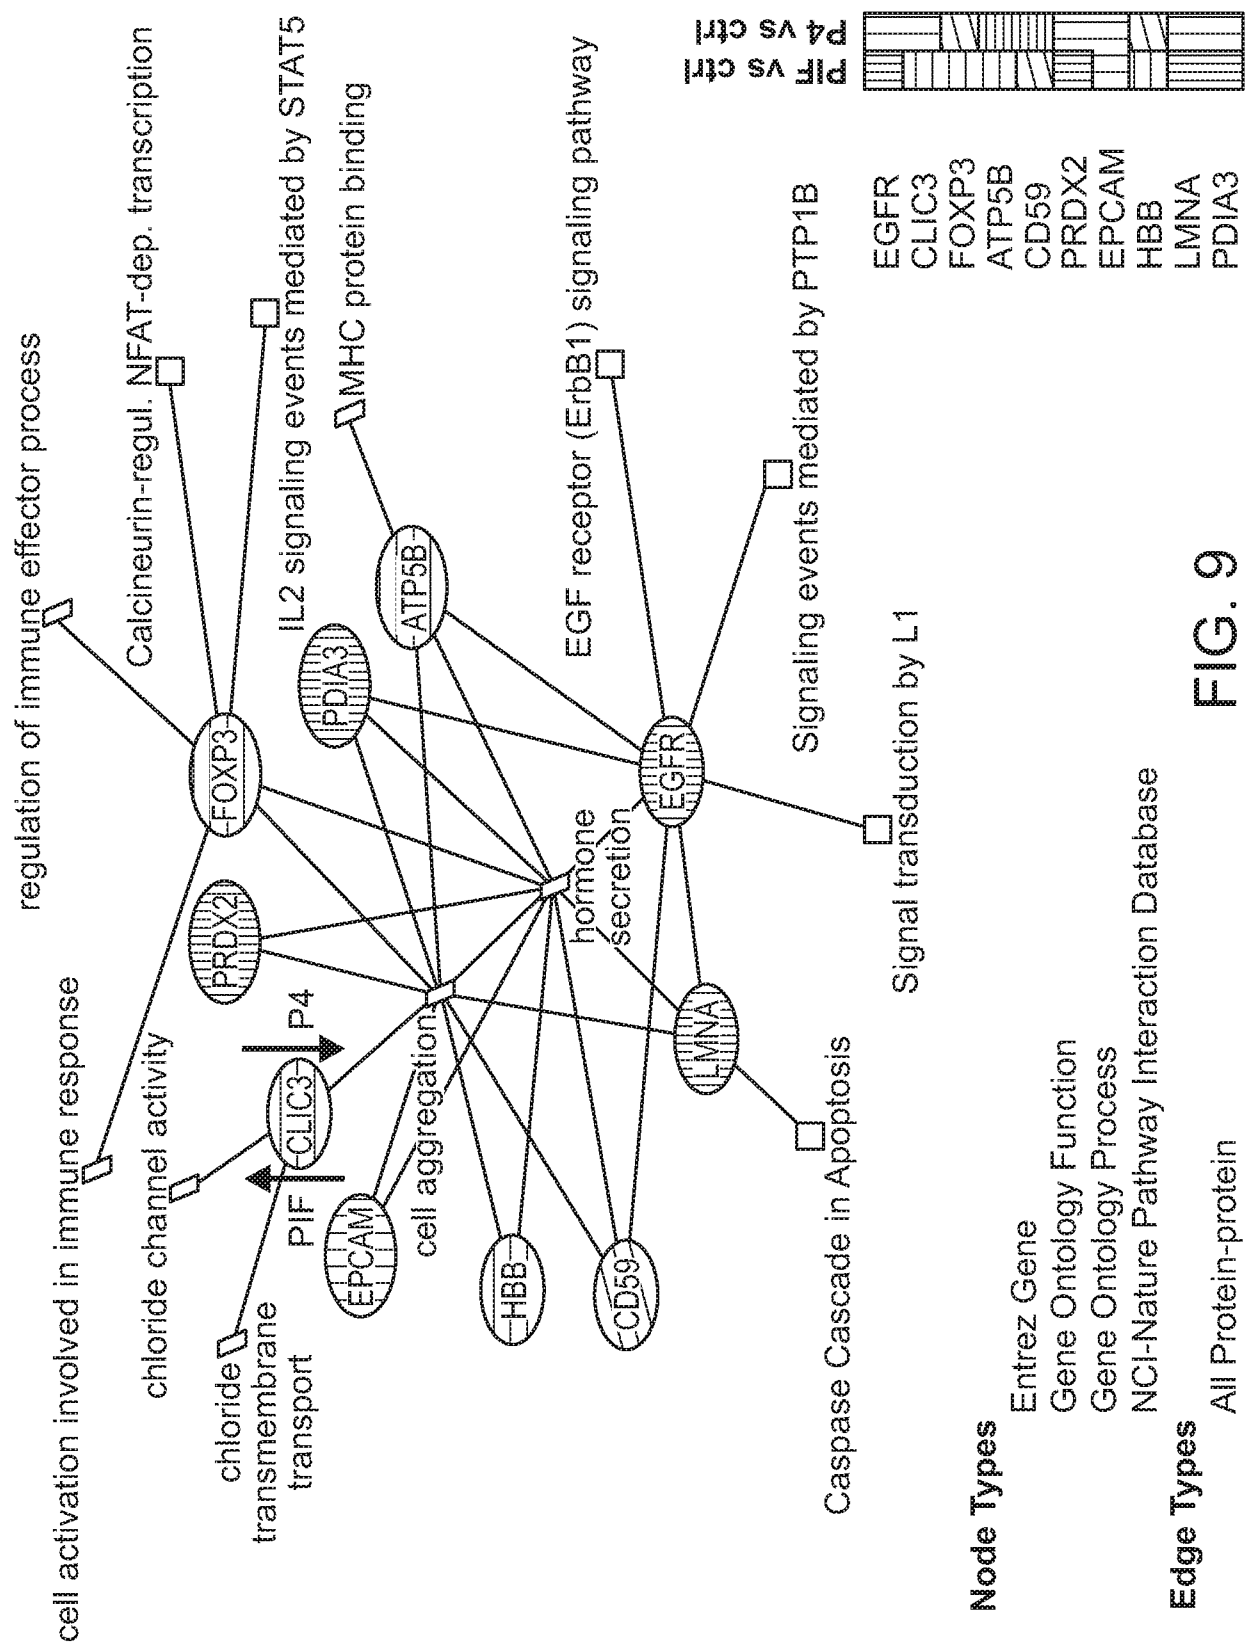 cell activation involved in immune response
regulation of immune effector process
chloride channel activity
Calcineurin-regul. NFAT-dep. transcription
chloride
transmembrane
transport
PIF
P4
CLIC3
PRDX2
FOXP3
IL2 signaling events mediated by STAT5
EPCAM
PDIA3
MHC protein binding
cell aggregation
ATP5B
HBB
hormone
secretion
EGF receptor (ErbB1) signaling pathway
CD59
LMNA
EGFR
Signaling events mediated by PTP1B
Caspase Cascade in Apoptosis
Signal transduction by L1
Node Types
Entrez Gene
Gene Ontology Function
Gene Ontology Process
NCI-Nature Pathway Interaction Database
Edge Types
All Protein-protein
PIF vs ctrl
P4 vs ctrl
EGFR
CLIC3
FOXP3
ATP5B
CD59
PRDX2
EPCAM
HBB
LMNA
PDIA3
FIG. 9